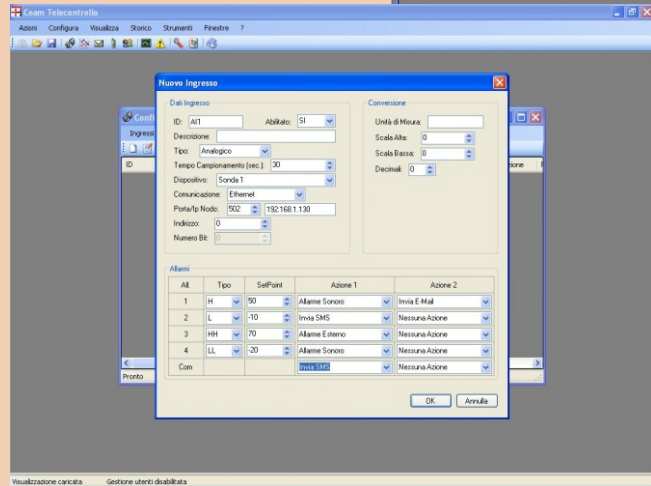 Ceam Telecontrollo
Azioni Configura Visualizza Storico Strumenti Finestre ?
Nuovo Ingresso
Dati Ingresso
ID: AI1 Abilitato: SI
Descrizione:
Tipo: Analogico
Tempo Campionamento (sec.): 30
Dispositivo: Sonda 1
Comunicazione: Ethernet
Porta/Ip Nodo: 502 192.168.1.130
Indirizzo: 0
Numero Bit: 0
Conversione
Unità di Misura:
Scala Alta: 0
Scala Bassa: 0
Decimali: 0
Allarmi
All. Tipo SetPoint Azione 1 Azione 2
1 H 50 Allarme Sonoro Invia E-Mail
2 L -10 Invia SMS Nessuna Azione
3 HH 70 Allarme Esterno Nessuna Azione
4 LL -20 Allarme Sonoro Nessuna Azione
Com Invia SMS Nessuna Azione
OK Annulla
ID
Pronto
Visualizzazione caricata Gestione utenti disabilitata